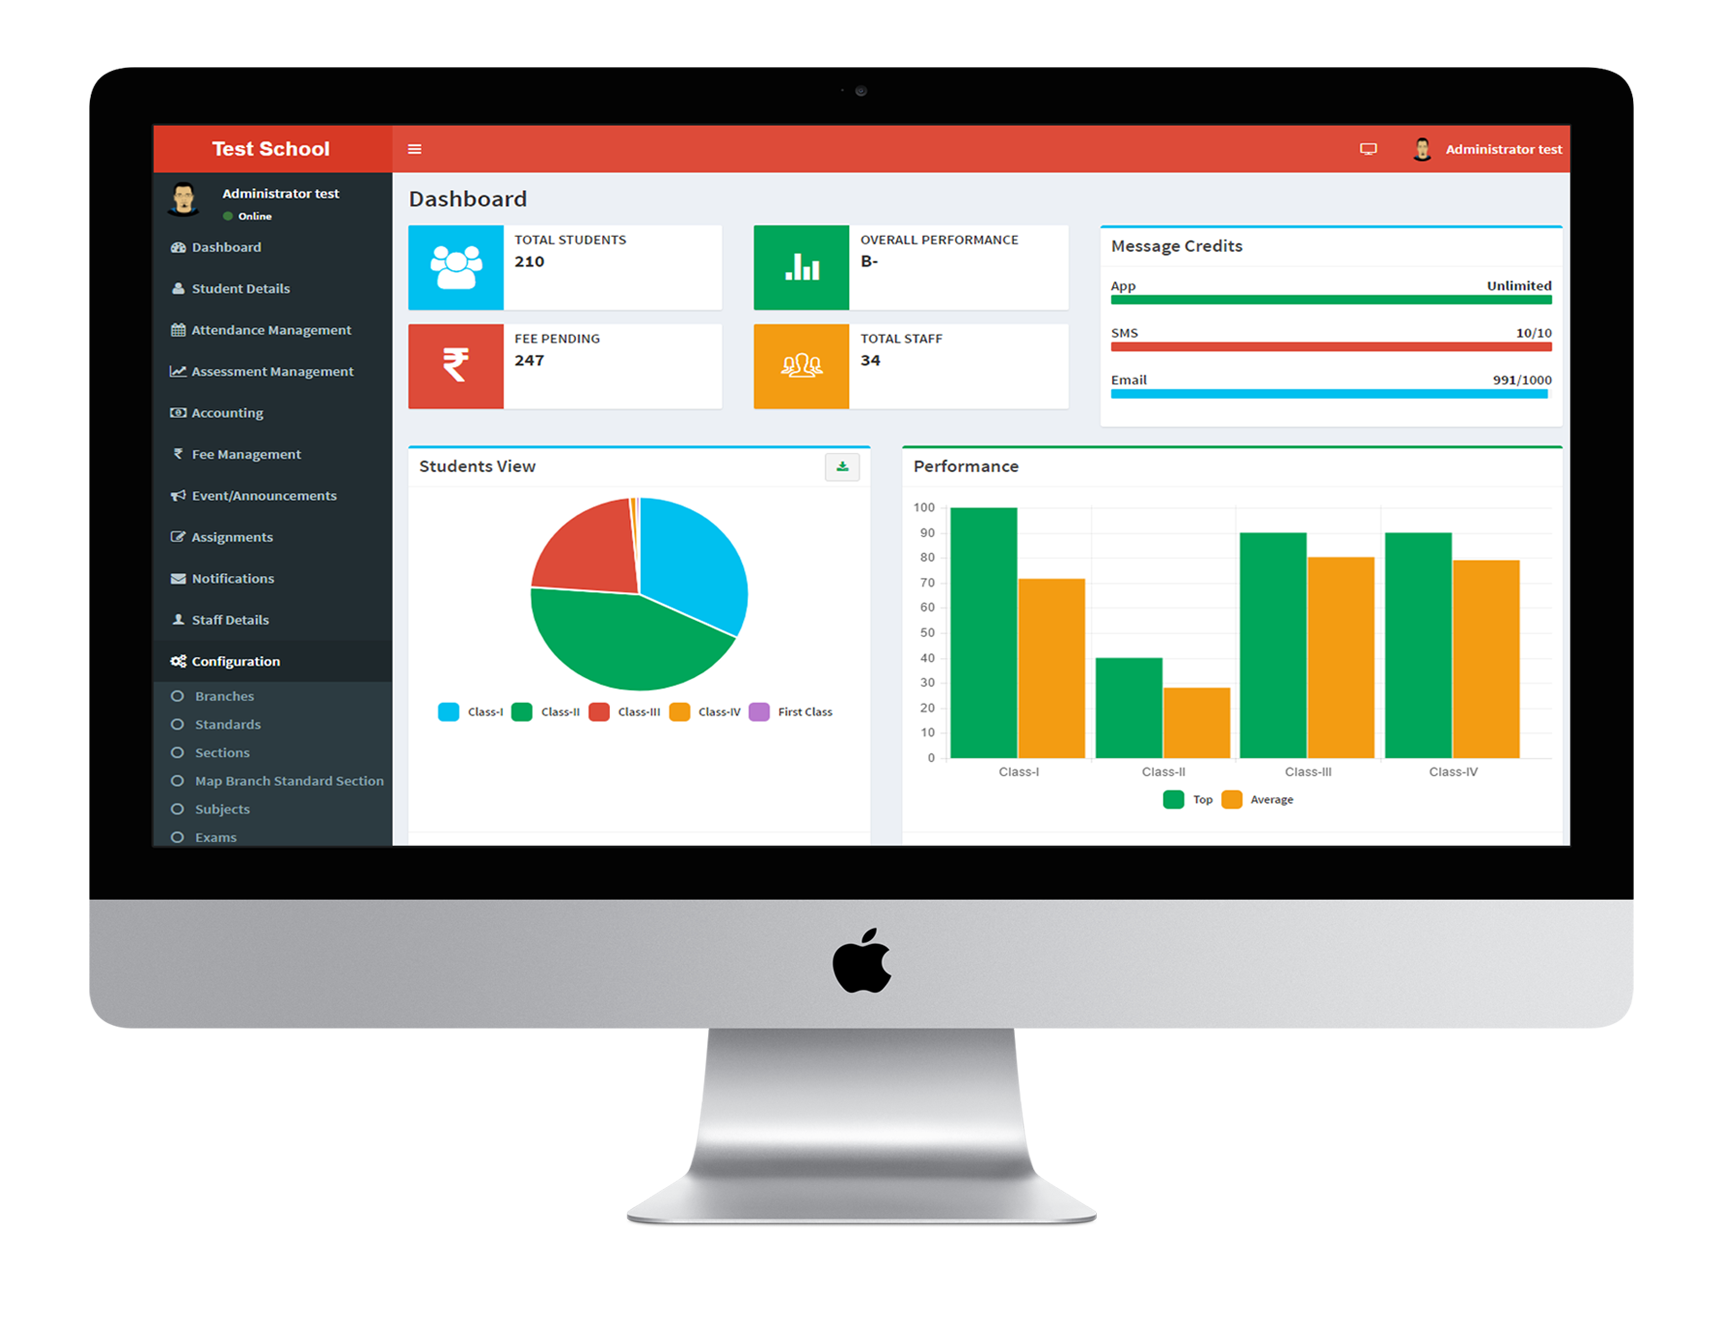 Test School
Administrator test
Administrator test
Online
Dashboard
Student Details
Attendance Management
Assessment Management
Accounting
Fee Management
Event/Announcements
Assignments
Notifications
Staff Details
Configuration
Branches
Standards
Sections
Map Branch Standard Section
Subjects
Exams
Dashboard
TOTAL STUDENTS
210
OVERALL PERFORMANCE
B-
FEE PENDING
₹
247
TOTAL STAFF
34
Message Credits
App Unlimited
SMS 10/10
Email 991/1000
Students View
Class-I Class-II Class-III Class-IV First Class
Performance
100
90
80
70
60
50
40
30
20
10
0
Class-I Class-II Class-III Class-IV
Top Average